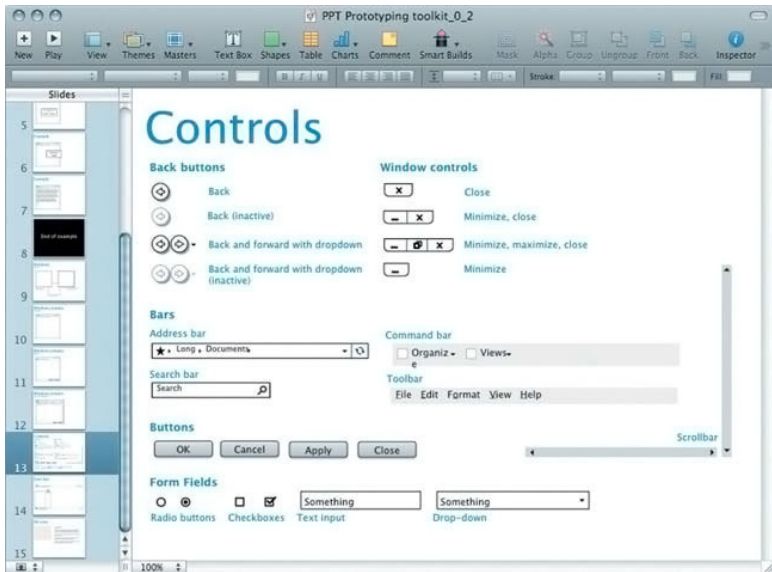 PPT Prototyping toolkit_0_2
New Play View Themes Masters Text Box Shapes Table Charts Comment Smart Builds Mask Alpha Group Ungroup Front Back Inspector
B I U Stroke: Fill:
Slides
5
6
7
8
End of example
9
10
11
12
13
14
15
Controls
Back buttons
Back
Back (inactive)
Back and forward with dropdown
Back and forward with dropdown
(inactive)
Window controls
Close
Minimize, close
Minimize, maximize, close
Minimize
Bars
Address bar
Long , Documents
Search bar
Search
Command bar
Organiz
e
Views
Toolbar
File Edit Format View Help
Buttons
OK Cancel Apply Close
Scrollbar
Form Fields
Something Something
Radio buttons Checkboxes Text input Drop-down
100%